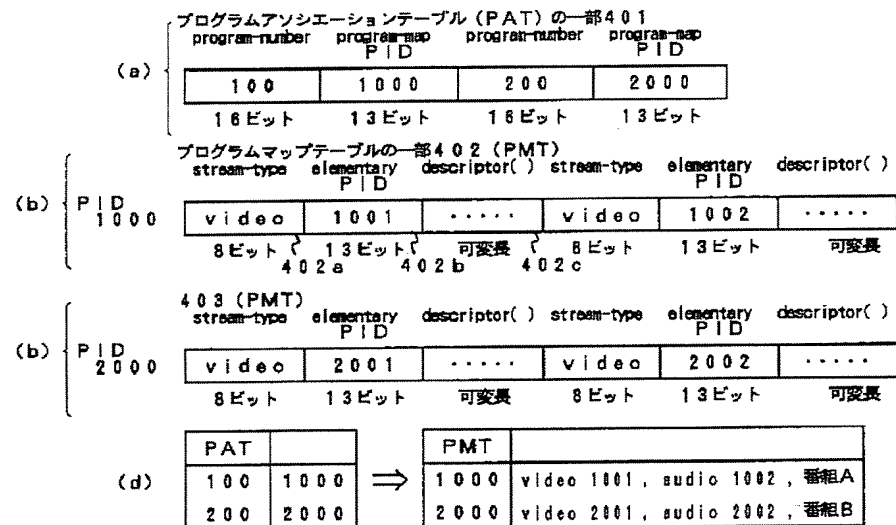 プログラムアソシエーションテーブル(PAT)の一部401
program-number program-map PID program-number program-map PID
(a)
100 1000 200 2000
16ビット 13ビット 16ビット 13ビット
プログラムマップテーブルの一部402(PMT)
stream-type elementary PID descriptor( ) stream-type elementary PID descriptor( )
(b) PID 1000
video 1001 ・・・・・ video 1002 ・・・・・
8ビット 13ビット 可変長 8ビット 13ビット 可変長
402a 402b 402c
403(PMT)
stream-type elementary PID descriptor( ) stream-type elementary PID descriptor( )
(b) PID 2000
video 2001 ・・・・・ video 2002 ・・・・・
8ビット 13ビット 可変長 8ビット 13ビット 可変長
(d)
PAT PMT
100 1000 ⇒ 1000 video 1001, audio 1002, 番組A
200 2000 2000 video 2001, audio 2002, 番組B